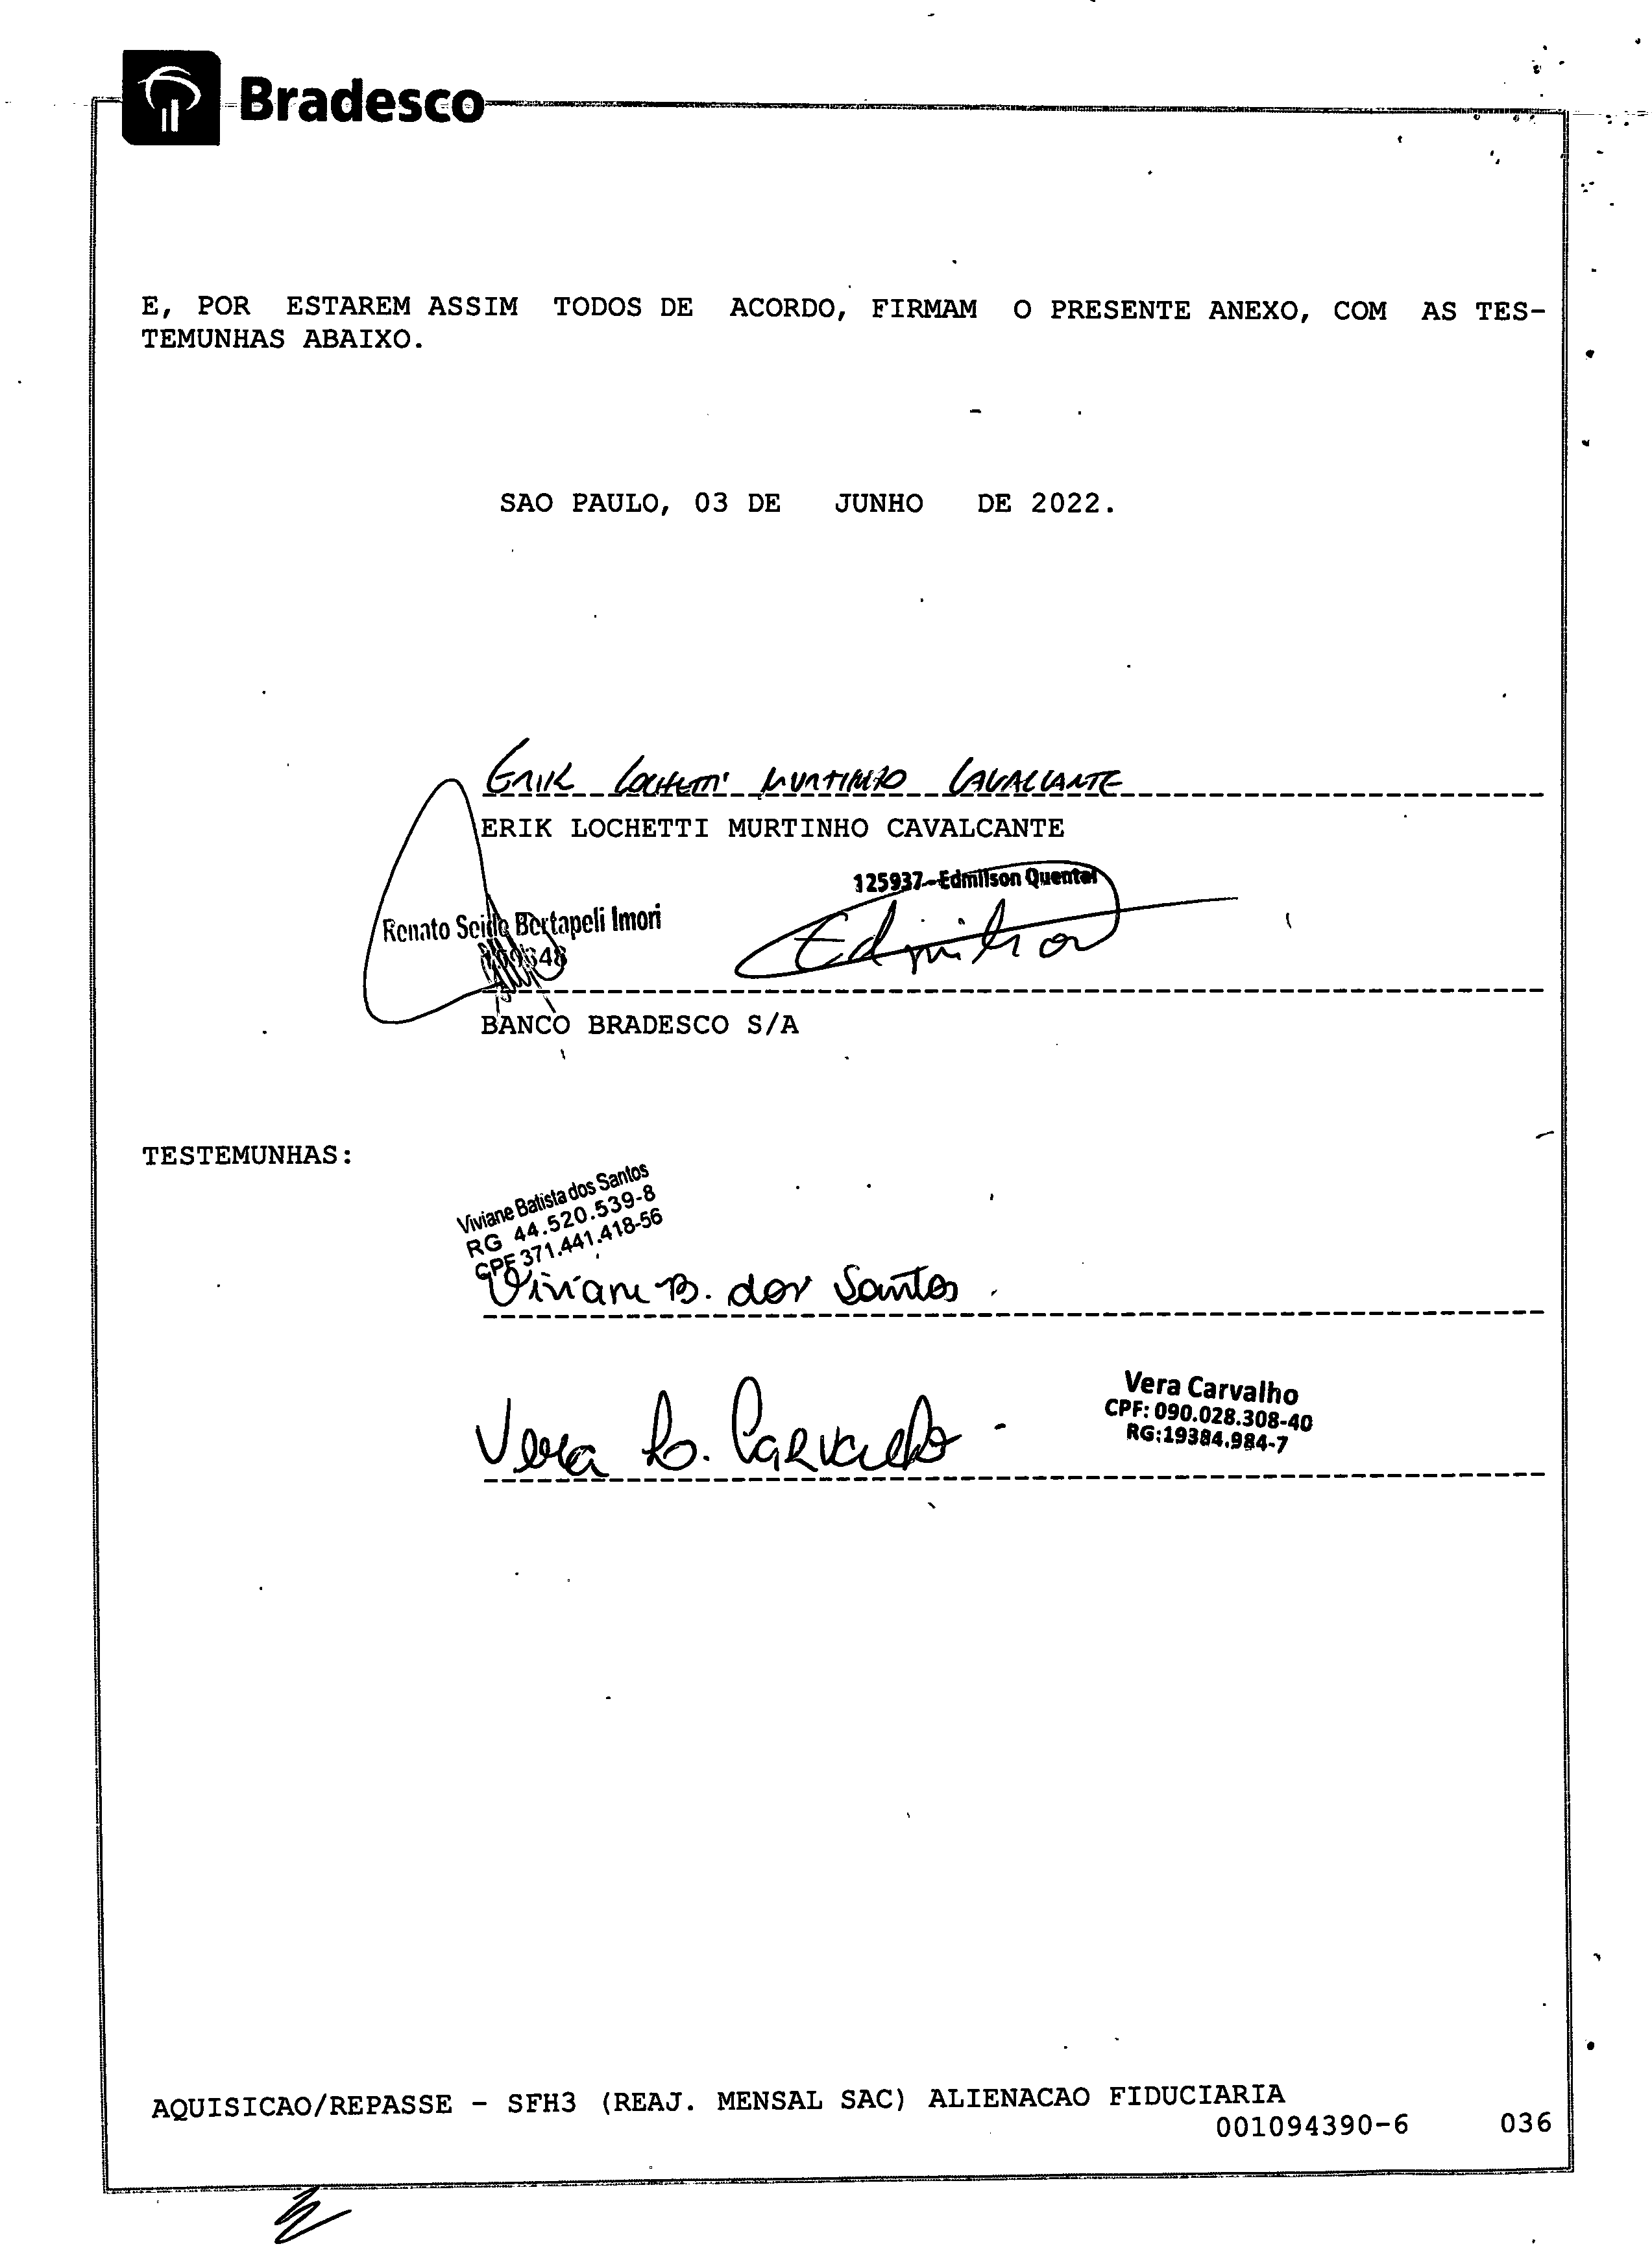 Bradesco
E, POR ESTAREM ASSIM TODOS DE ACORDO, FIRMAM O PRESENTE ANEXO, COM AS TES-
TEMUNHAS ABAIXO.
SAO PAULO, 03 DE JUNHO DE 2022.
ERIK LOCHETTI MURTINHO CAVALCANTE
ERIK LOCHETTI MURTINHO CAVALCANTE
125937-Edmilson Quental
Renato Seidi Bertapeli Imori
Edmilson
BANCO BRADESCO S/A
TESTEMUNHAS:
Viviane Batista dos Santos
RG 44.520.539-8
CPF 371.441.418-56
Viviane B. dos Santos
Vera Carvalho
CPF: 090.028.308-40
RG:19384.984-7
Vera L. Carvalho
AQUISICAO/REPASSE - SFH3 (REAJ. MENSAL SAC) ALIENACAO FIDUCIARIA
001094390-6 036